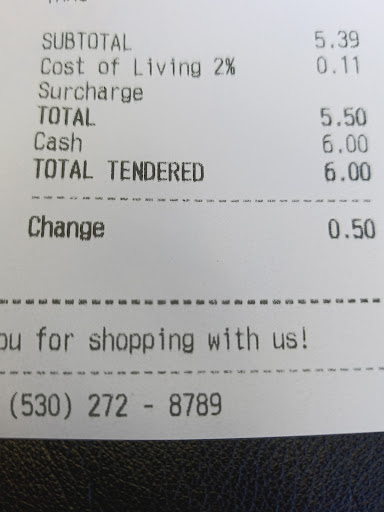 SUBTOTAL 5.39
Cost of Living 2% 0.11
Surcharge
TOTAL 5.50
Cash 6.00
TOTAL TENDERED 6.00
Change 0.50
ou for shopping with us!
(530) 272 - 8789